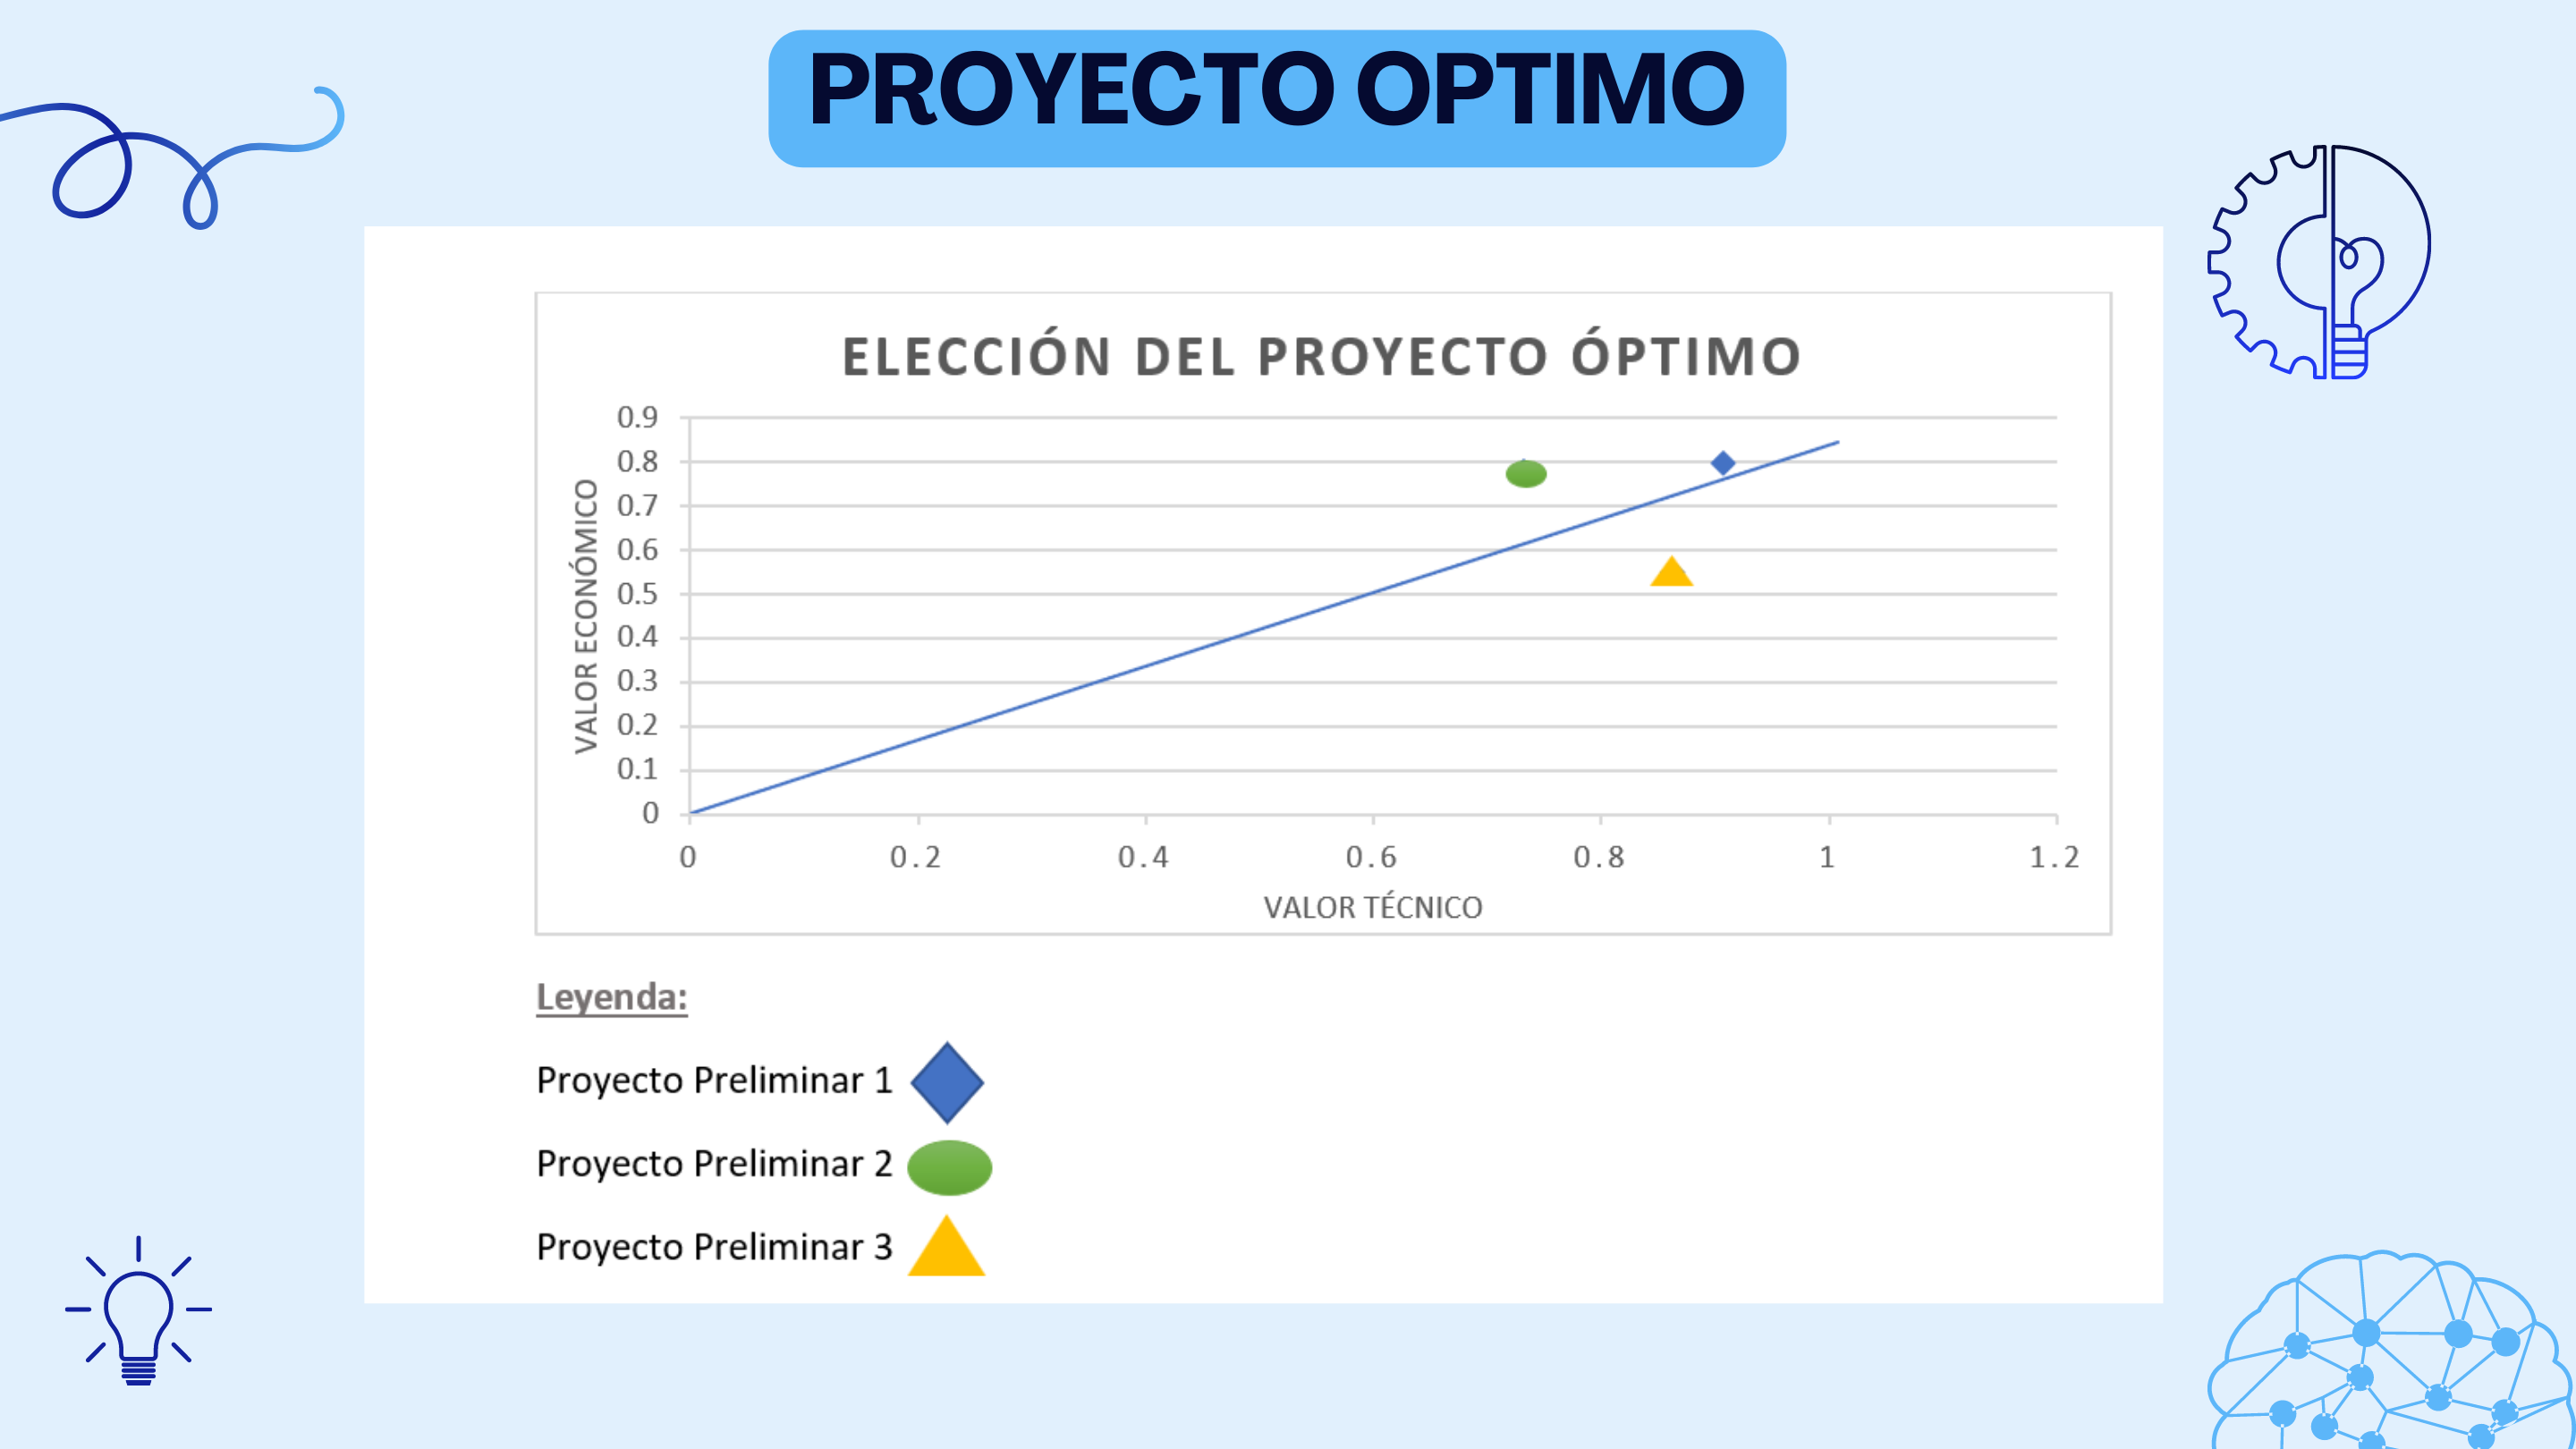 PROYECTO OPTIMO
ELECCIÓN DEL PROYECTO ÓPTIMO
VALOR ECONÓMICO
0.9
0.8
0.7
0.6
0.5
0.4
0.3
0.2
0.1
0
0 0.2 0.4 0.6 0.8 1 1.2
VALOR TÉCNICO
Leyenda:
Proyecto Preliminar 1
Proyecto Preliminar 2
Proyecto Preliminar 3